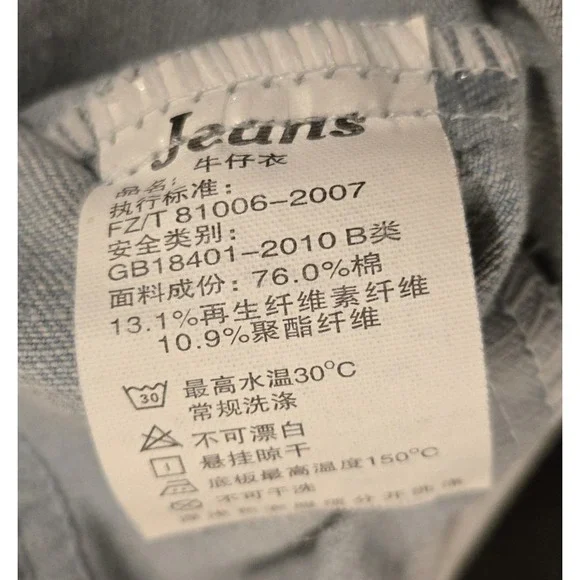 Jeans
品名: 牛仔衣
执行标准:
FZ/T 81006-2007
安全类别:
GB18401-2010 B类
面料成份: 76.0%棉
13.1%再生纤维素纤维
10.9%聚酯纤维
30 最高水温30°C
常规洗涤
不可漂白
悬挂晾干
底板最高温度150°C
不可干洗